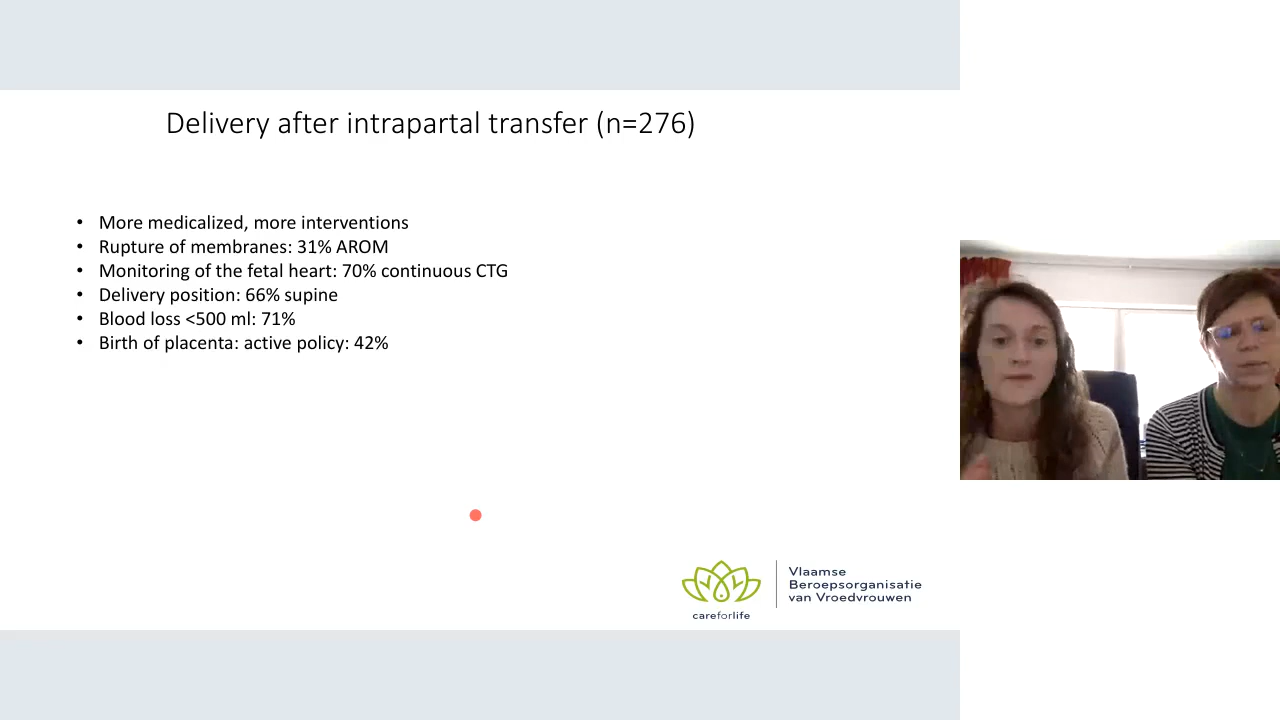 Delivery after intrapartal transfer (n=276)
• More medicalized, more interventions
• Rupture of membranes: 31% AROM
• Monitoring of the fetal heart: 70% continuous CTG
• Delivery position: 66% supine
• Blood loss <500 ml: 71%
• Birth of placenta: active policy: 42%
careforlife
Vlaamse
Beroepsorganisatie
van Vroedvrouwen